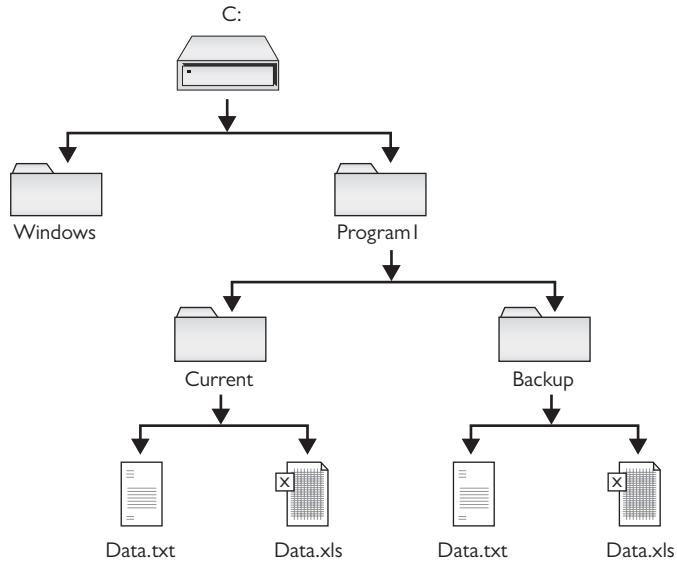 C:
Windows
Program1
Current
Backup
Data.txt
X
Data.xls
Data.txt
X
Data.xls